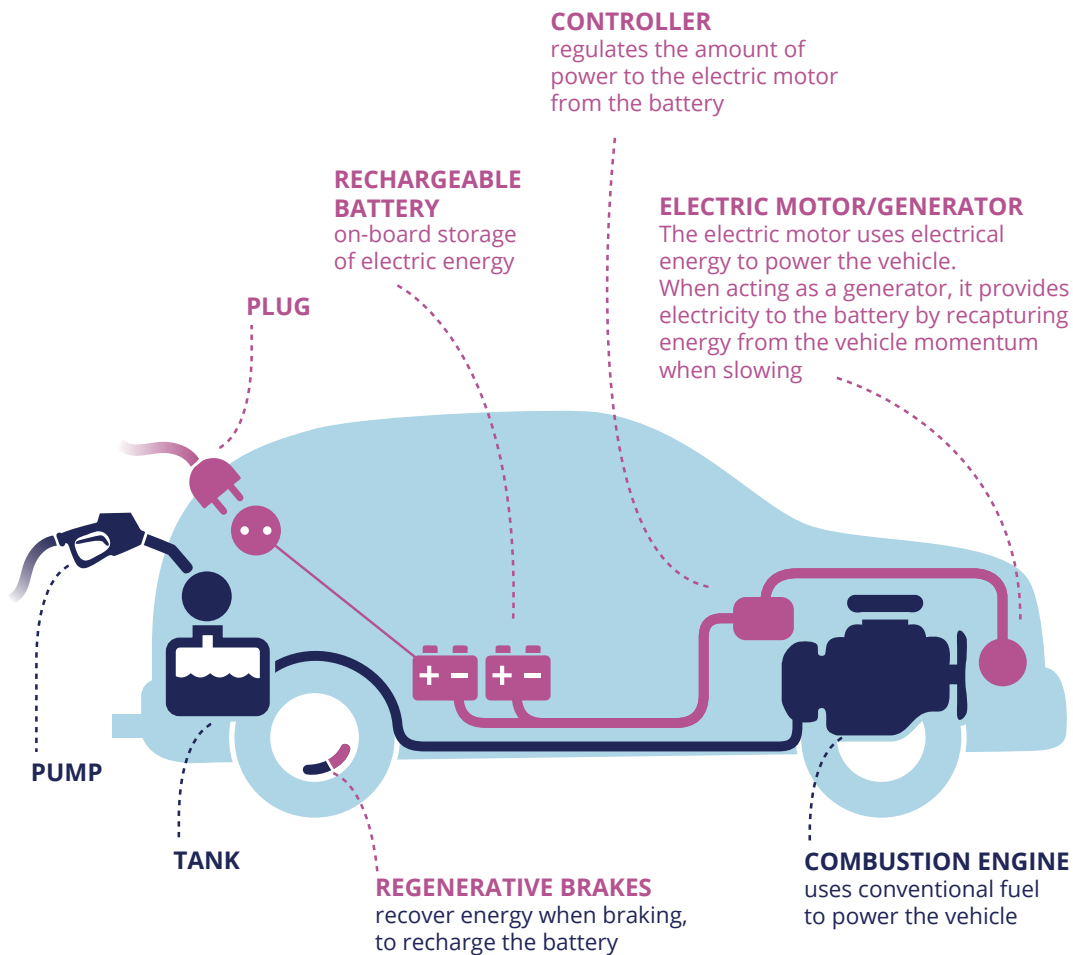 CONTROLLER
regulates the amount of
power to the electric motor
from the battery
RECHARGEABLE
BATTERY
on-board storage
of electric energy
ELECTRIC MOTOR/GENERATOR
The electric motor uses electrical
energy to power the vehicle.
When acting as a generator, it provides
electricity to the battery by recapturing
energy from the vehicle momentum
when slowing
PLUG
+ -
+ -
PUMP
TANK
REGENERATIVE BRAKES
recover energy when braking,
to recharge the battery
COMBUSTION ENGINE
uses conventional fuel
to power the vehicle